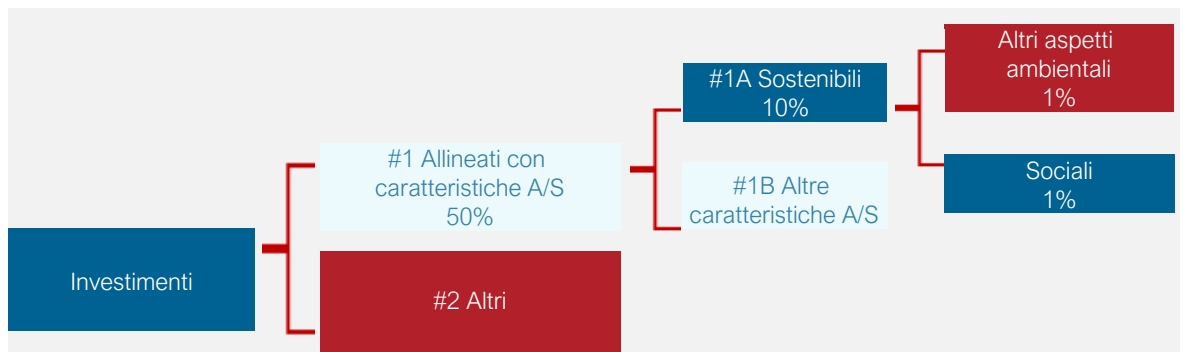 Investimenti
#1 Allineati con
caratteristiche A/S
50%
#2 Altri
#1A Sostenibili
10%
#1B Altre
caratteristiche A/S
Altri aspetti
ambientali
1%
Sociali
1%